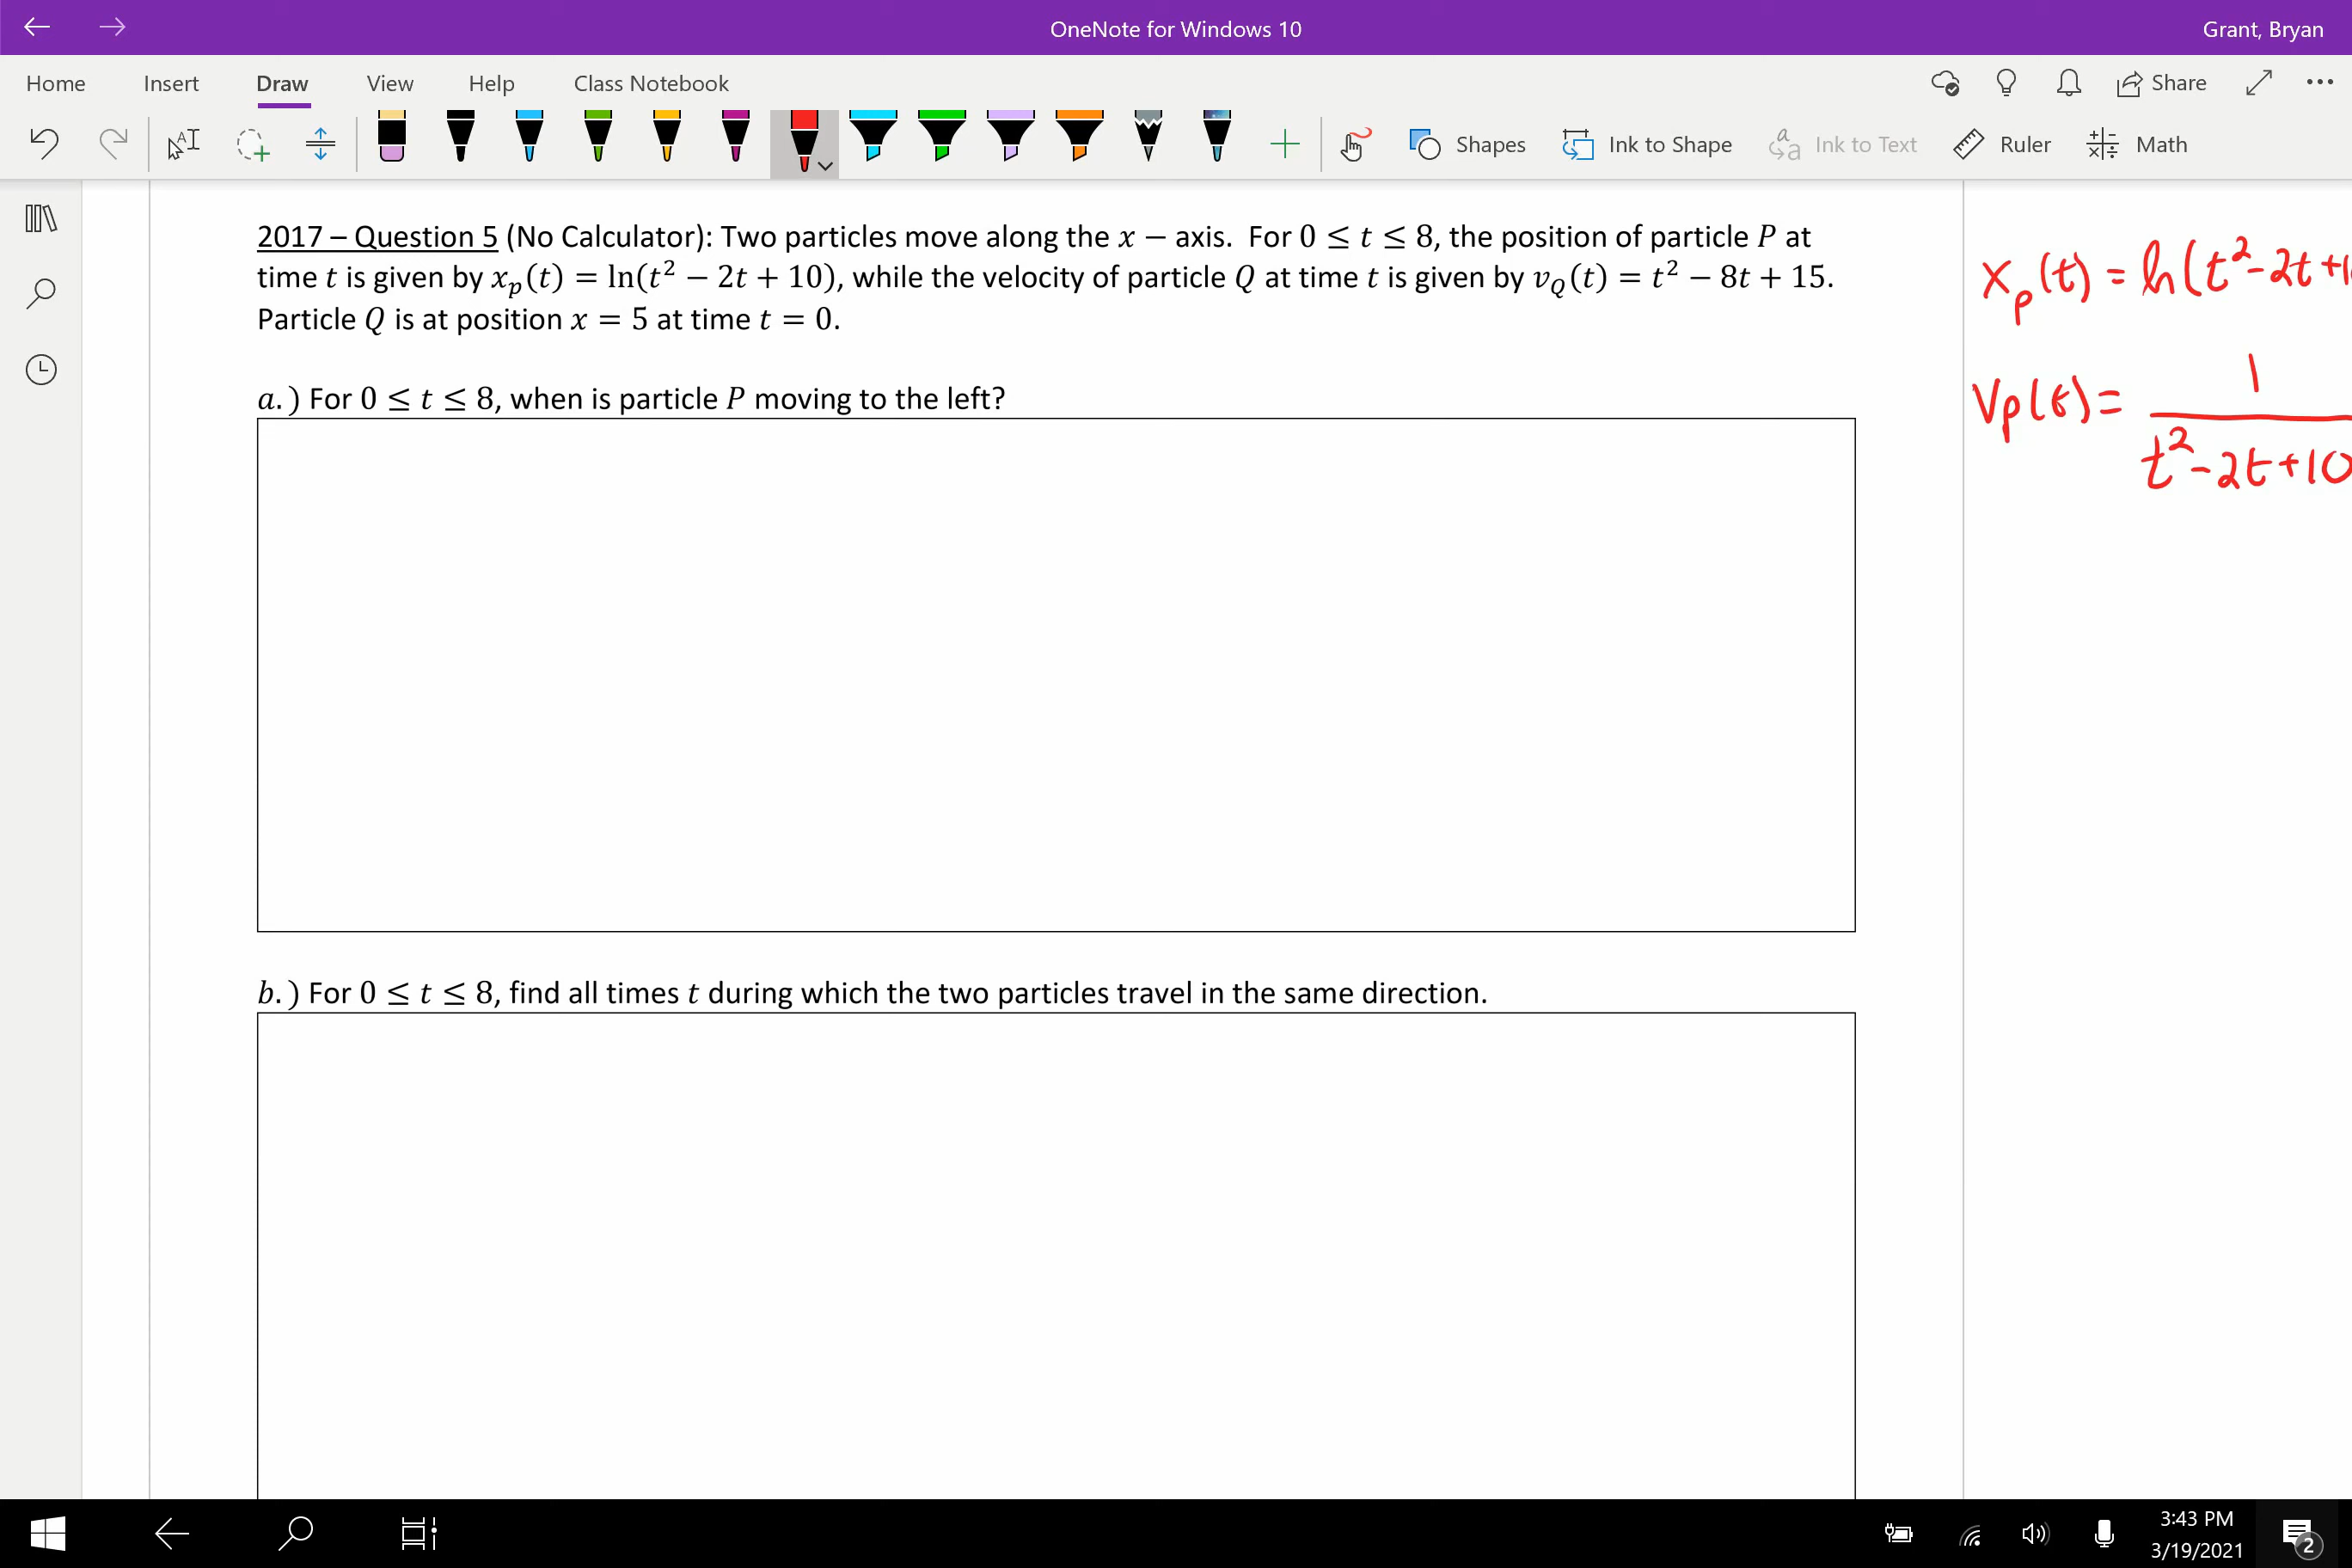 OneNote for Windows 10
Grant, Bryan
Home Insert Draw View Help Class Notebook Share
Shapes Ink to Shape Ink to Text Ruler Math
2017 – Question 5 (No Calculator): Two particles move along the x − axis. For 0 ≤ t ≤ 8, the position of particle P at
time t is given by xₚ(t) = ln(t² − 2t + 10), while the velocity of particle Q at time t is given by v_Q(t) = t² − 8t + 15.
Particle Q is at position x = 5 at time t = 0.
xₚ(t) = ln(t²-2t+1
Vp(t) = 1
t²-2t+10
a.) For 0 ≤ t ≤ 8, when is particle P moving to the left?
b.) For 0 ≤ t ≤ 8, find all times t during which the two particles travel in the same direction.
3:43 PM
3/19/2021
2